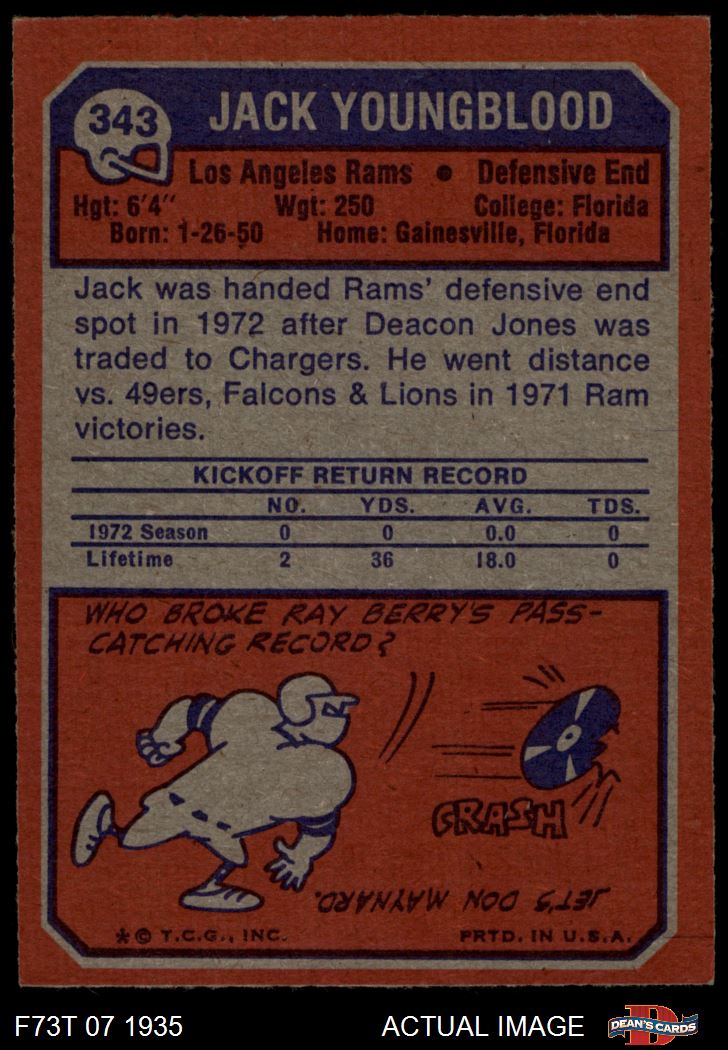 343
JACK YOUNGBLOOD
Los Angeles Rams • Defensive End
Hgt: 6'4" Wgt: 250 College: Florida
Born: 1-26-50 Home: Gainesville, Florida
Jack was handed Rams' defensive end
spot in 1972 after Deacon Jones was
traded to Chargers. He went distance
vs. 49ers, Falcons & Lions in 1971 Ram
victories.
KICKOFF RETURN RECORD
NO. YDS. AVG. TDS.
1972 Season 0 0 0.0 0
Lifetime 2 36 18.0 0
WHO BROKE RAY BERRY'S PASS-
CATCHING RECORD?
CRASH
JET'S DON MAYNARD.
*© T.C.G., INC. PRTD. IN U.S.A.
F73T 07 1935 ACTUAL IMAGE D DEAN'S CARDS